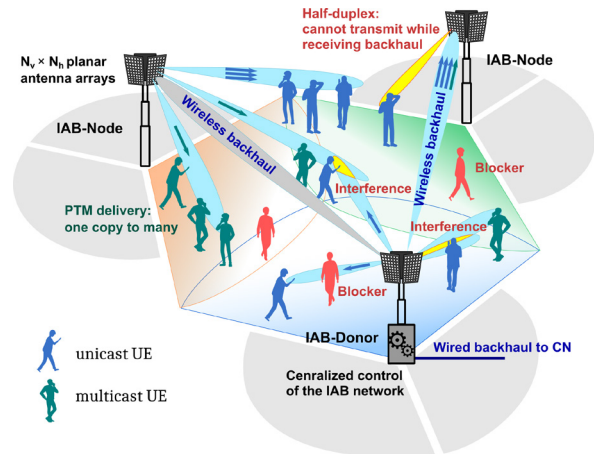 Half-duplex:
cannot transmit while
receiving backhaul
Nv × Nh planar
antenna arrays
IAB-Node
IAB-Node
Wireless backhaul
Wireless backhaul
Blocker
Interference
PTM delivery:
one copy to many
Interference
Blocker
IAB-Donor
Wired backhaul to CN
Cenralized control
of the IAB network
unicast UE
multicast UE